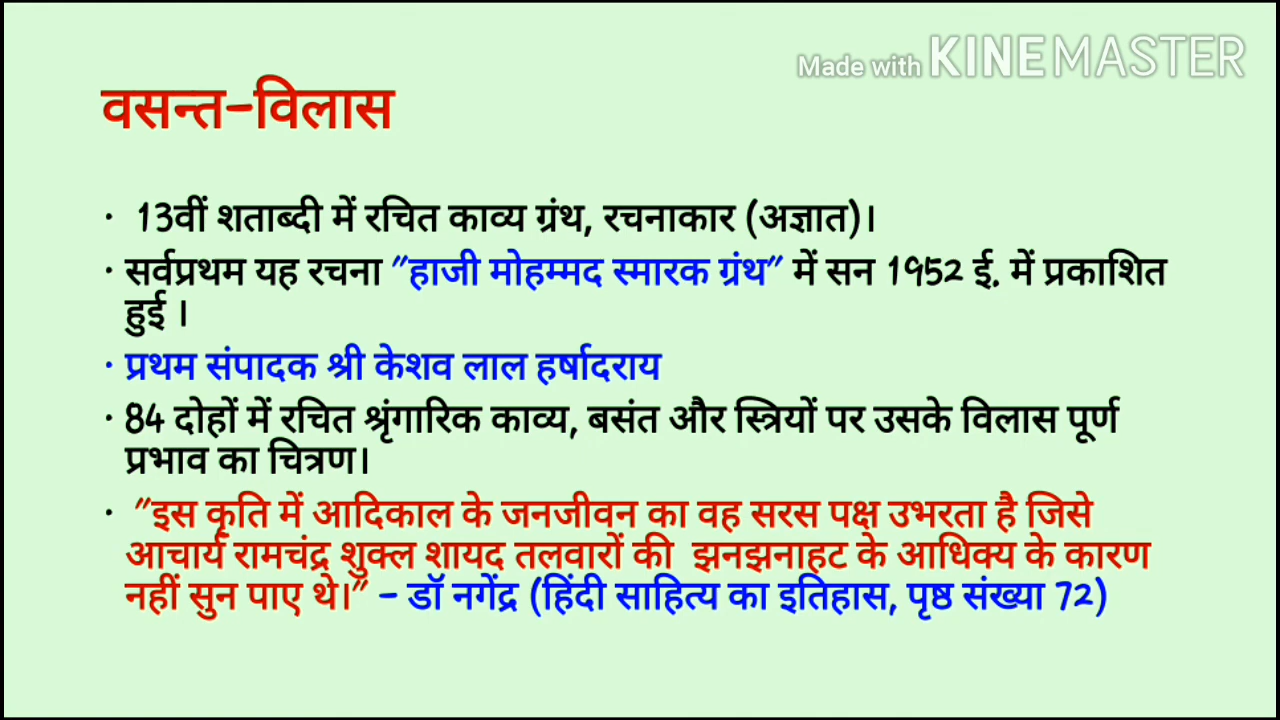 Made with KINEMASTER
वसन्त-विलास
· 13वीं शताब्दी में रचित काव्य ग्रंथ, रचनाकार (अज्ञात)।
· सर्वप्रथम यह रचना "हाजी मोहम्मद स्मारक ग्रंथ" में सन 1952 ई. में प्रकाशित
हुई ।
· प्रथम संपादक श्री केशव लाल हर्षादराय
· 84 दोहों में रचित श्रृंगारिक काव्य, बसंत और स्त्रियों पर उसके विलास पूर्ण
प्रभाव का चित्रण।
· "इस कृति में आदिकाल के जनजीवन का वह सरस पक्ष उभरता है जिसे
आचार्य रामचंद्र शुक्ल शायद तलवारों की झनझनाहट के आधिक्य के कारण
नहीं सुन पाए थे।" - डॉ नगेंद्र (हिंदी साहित्य का इतिहास, पृष्ठ संख्या 72)